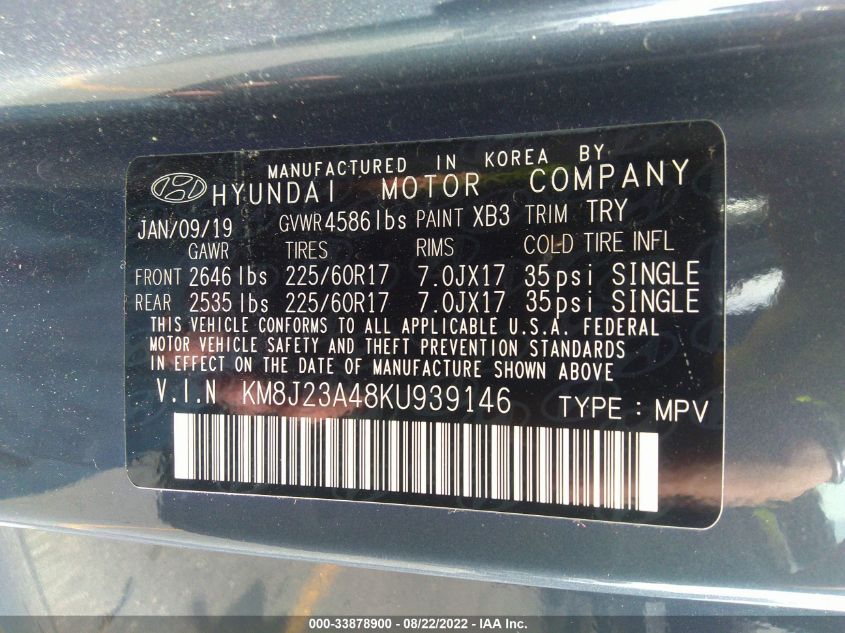 MANUFACTURED IN KOREA BY
HYUNDAI MOTOR COMPANY
JAN/09/19 GVWR 4586 lbs PAINT XB3 TRIM TRY
GAWR TIRES RIMS COLD TIRE INFL
FRONT 2646 lbs 225/60R17 7.0JX17 35psi SINGLE
REAR 2535 lbs 225/60R17 7.0JX17 35psi SINGLE
THIS VEHICLE CONFORMS TO ALL APPLICABLE U.S.A. FEDERAL
MOTOR VEHICLE SAFETY AND THEFT PREVENTION STANDARDS
IN EFFECT ON THE DATE OF MANUFACTURE SHOWN ABOVE
V.I.N KM8J23A48KU939146 TYPE : MPV
000-33878900 - 08/22/2022 - IAA Inc.